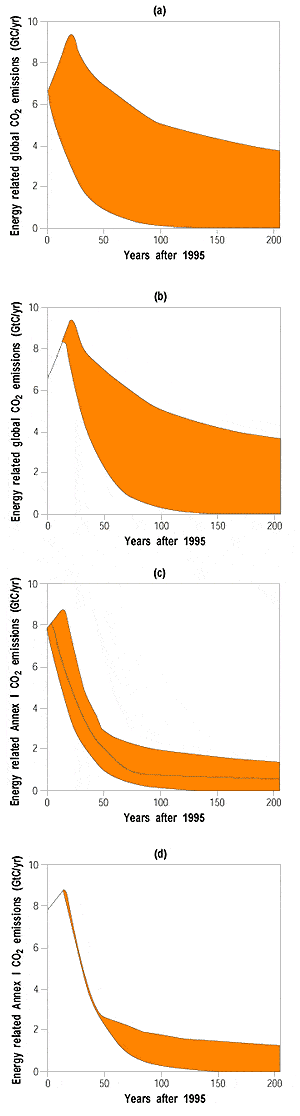 (a)
Energy related global CO₂ emissions (GtC/yr)
10
8
6
4
2
0
0 50 100 150 200
Years after 1995
(b)
Energy related global CO₂ emissions (GtC/yr)
10
8
6
4
2
0
0 50 100 150 200
Years after 1995
(c)
Energy related Annex I CO₂ emissions (GtC/yr)
10
8
6
4
2
0
0 50 100 150 200
Years after 1995
(d)
Energy related Annex I CO₂ emissions (GtC/yr)
10
8
6
4
2
0
0 50 100 150 200
Years after 1995